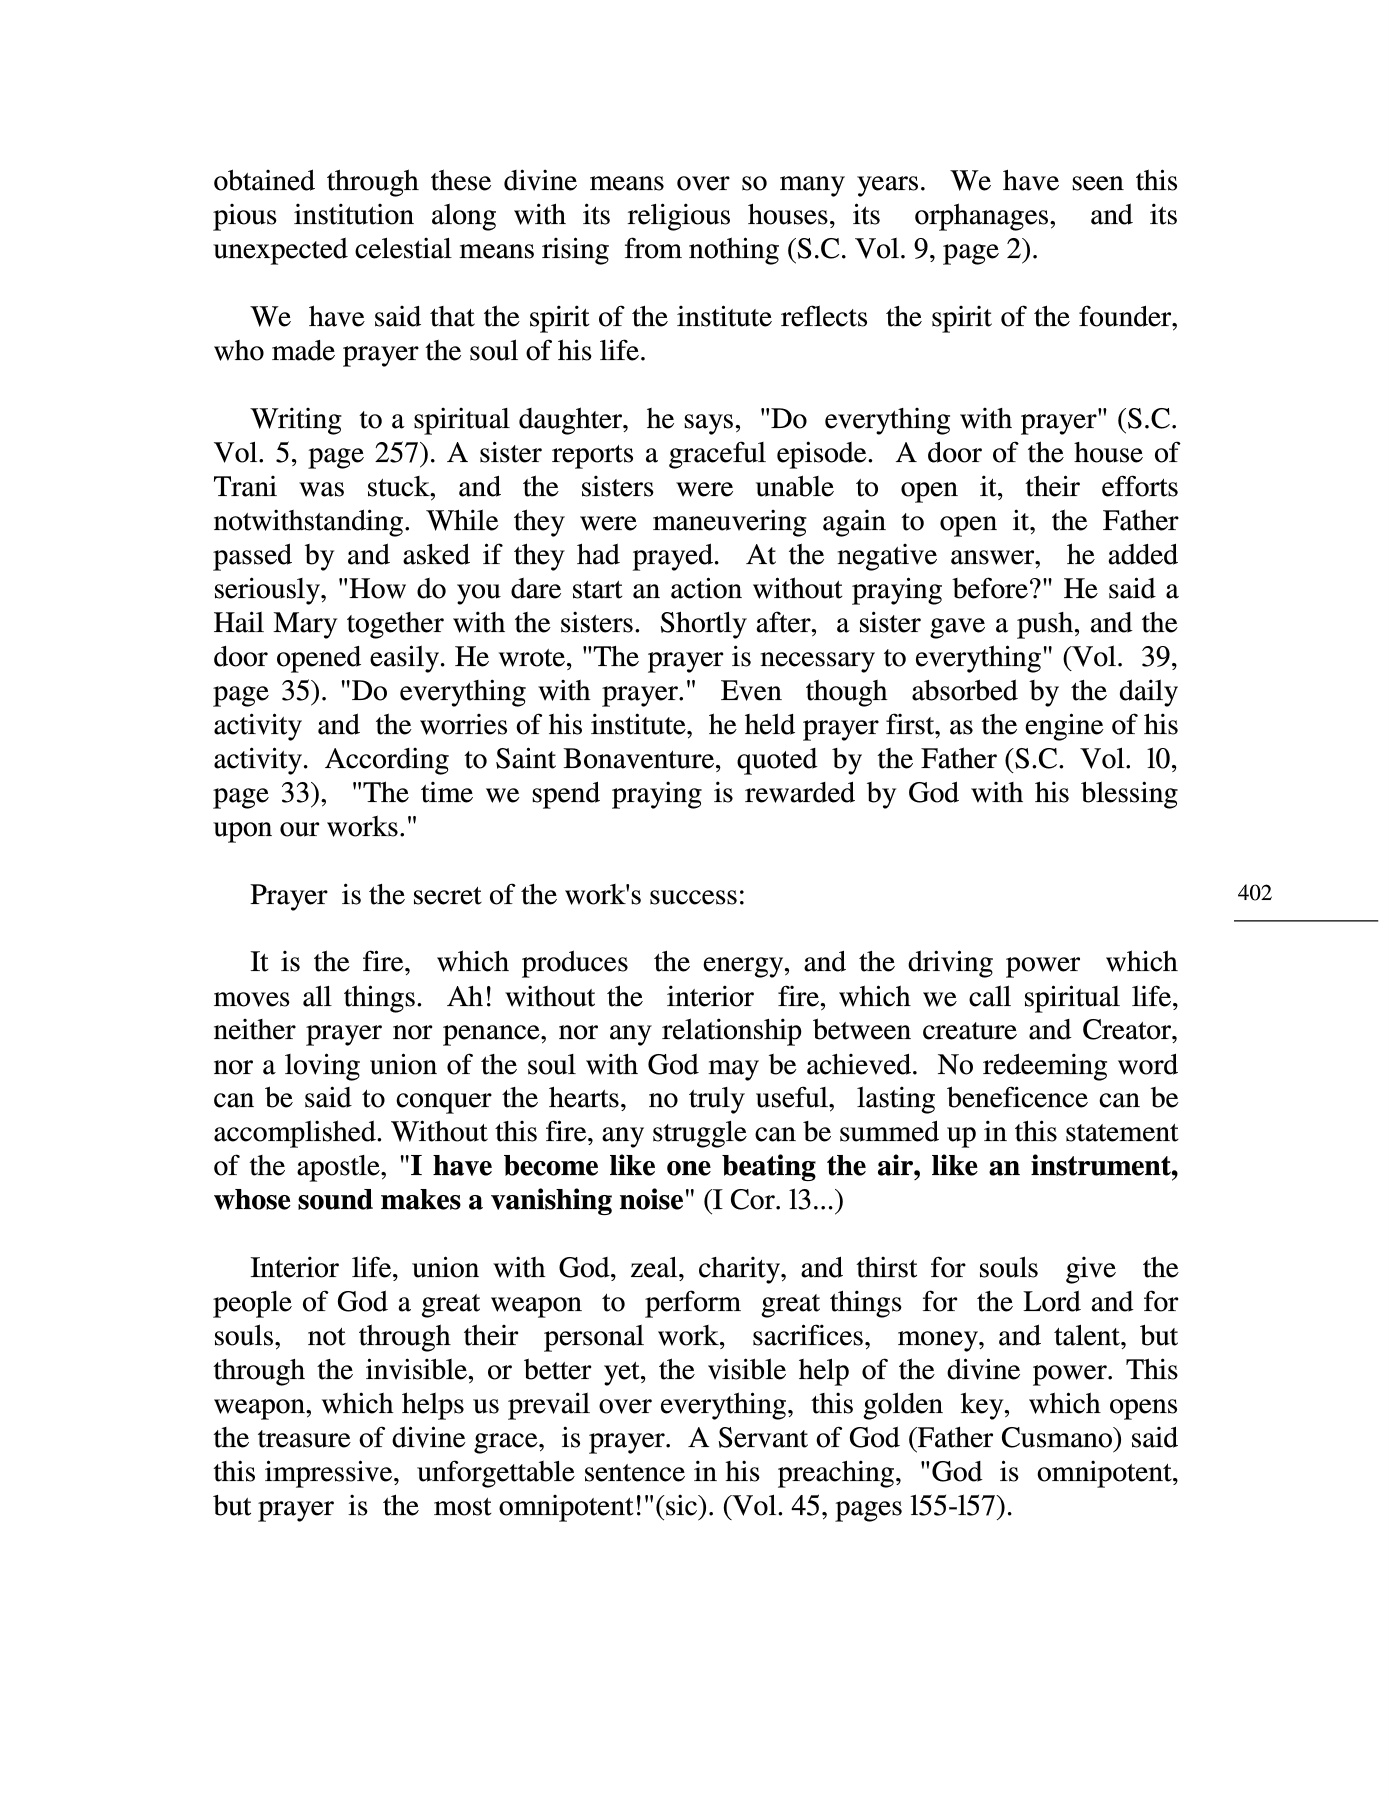 obtained through these divine means over so many years. We have seen this
pious institution along with its religious houses, its orphanages, and its
unexpected celestial means rising from nothing (S.C. Vol. 9, page 2).
We have said that the spirit of the institute reflects the spirit of the founder,
who made prayer the soul of his life.
Writing to a spiritual daughter, he says, "Do everything with prayer" (S.C.
Vol. 5, page 257). A sister reports a graceful episode. A door of the house of
Trani was stuck, and the sisters were unable to open it, their efforts
notwithstanding. While they were maneuvering again to open it, the Father
passed by and asked if they had prayed. At the negative answer, he added
seriously, "How do you dare start an action without praying before?" He said a
Hail Mary together with the sisters. Shortly after, a sister gave a push, and the
door opened easily. He wrote, "The prayer is necessary to everything" (Vol. 39,
page 35). "Do everything with prayer." Even though absorbed by the daily
activity and the worries of his institute, he held prayer first, as the engine of his
activity. According to Saint Bonaventure, quoted by the Father (S.C. Vol. l0,
page 33), "The time we spend praying is rewarded by God with his blessing
upon our works."
Prayer is the secret of the work's success:
402
It is the fire, which produces the energy, and the driving power which
moves all things. Ah! without the interior fire, which we call spiritual life,
neither prayer nor penance, nor any relationship between creature and Creator,
nor a loving union of the soul with God may be achieved. No redeeming word
can be said to conquer the hearts, no truly useful, lasting beneficence can be
accomplished. Without this fire, any struggle can be summed up in this statement
of the apostle, "I have become like one beating the air, like an instrument,
whose sound makes a vanishing noise" (I Cor. l3...)
Interior life, union with God, zeal, charity, and thirst for souls give the
people of God a great weapon to perform great things for the Lord and for
souls, not through their personal work, sacrifices, money, and talent, but
through the invisible, or better yet, the visible help of the divine power. This
weapon, which helps us prevail over everything, this golden key, which opens
the treasure of divine grace, is prayer. A Servant of God (Father Cusmano) said
this impressive, unforgettable sentence in his preaching, "God is omnipotent,
but prayer is the most omnipotent!"(sic). (Vol. 45, pages l55-l57).